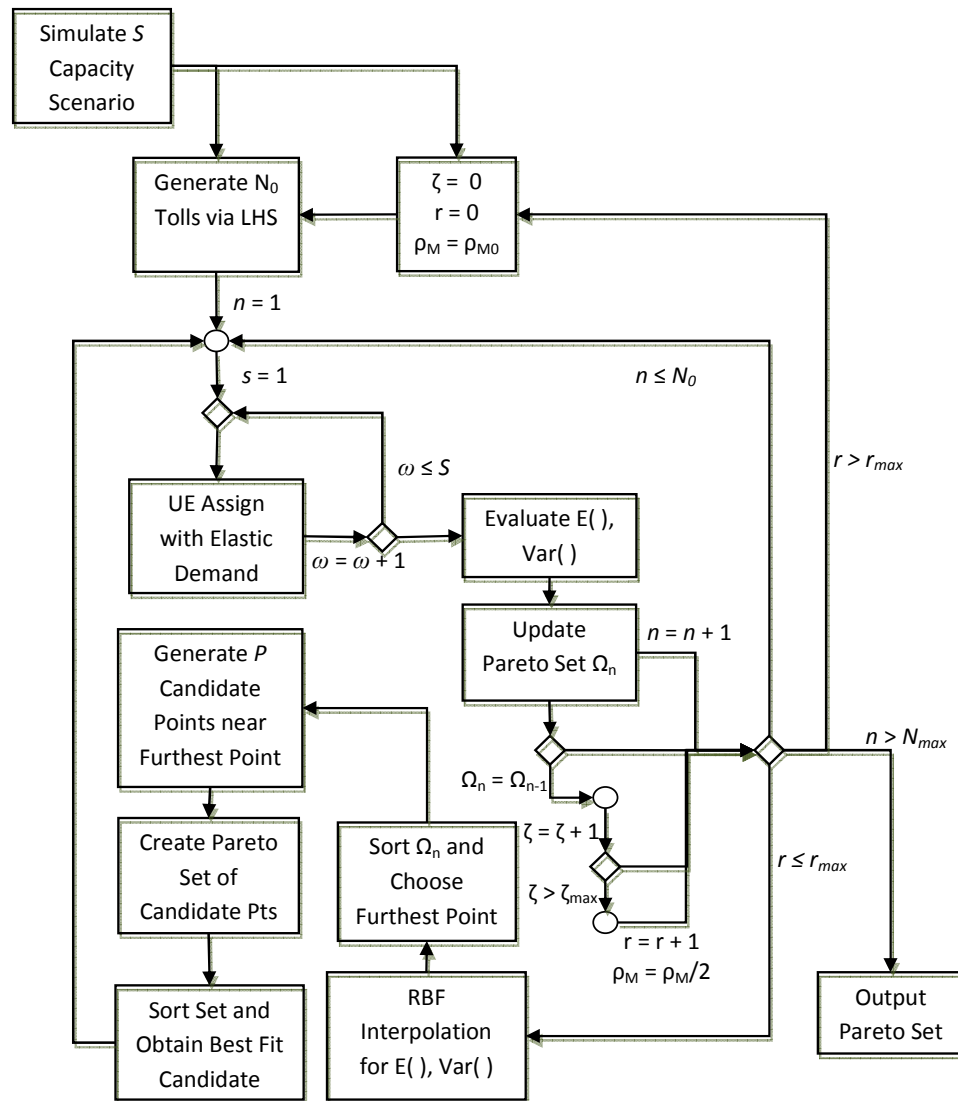 Simulate S
Capacity
Scenario
Generate N₀
Tolls via LHS
ζ = 0
r = 0
ρM = ρM0
n = 1
s = 1
n ≤ N₀
r > rmax
ω ≤ S
UE Assign
with Elastic
Demand
ω = ω + 1
Evaluate E( ),
Var( )
Update
Pareto Set Ωn
n = n + 1
n > Nmax
Generate P
Candidate
Points near
Furthest Point
Ωn = Ωn-1
ζ = ζ + 1
ζ > ζmax
r = r + 1
ρM = ρM/2
r ≤ rmax
Create Pareto
Set of
Candidate Pts
Sort Ωn and
Choose
Furthest Point
Sort Set and
Obtain Best Fit
Candidate
RBF
Interpolation
for E( ), Var( )
Output
Pareto Set